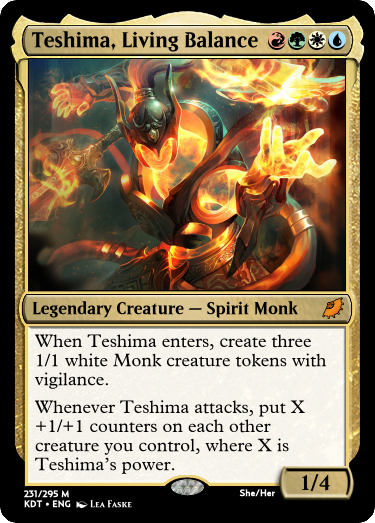 Teshima, Living Balance
Legendary Creature — Spirit Monk
When Teshima enters, create three
1/1 white Monk creature tokens with
vigilance.
Whenever Teshima attacks, put X
+1/+1 counters on each other
creature you control, where X is
Teshima's power.
1/4
231/295 M
She/Her
KDT • ENG Lea Faske